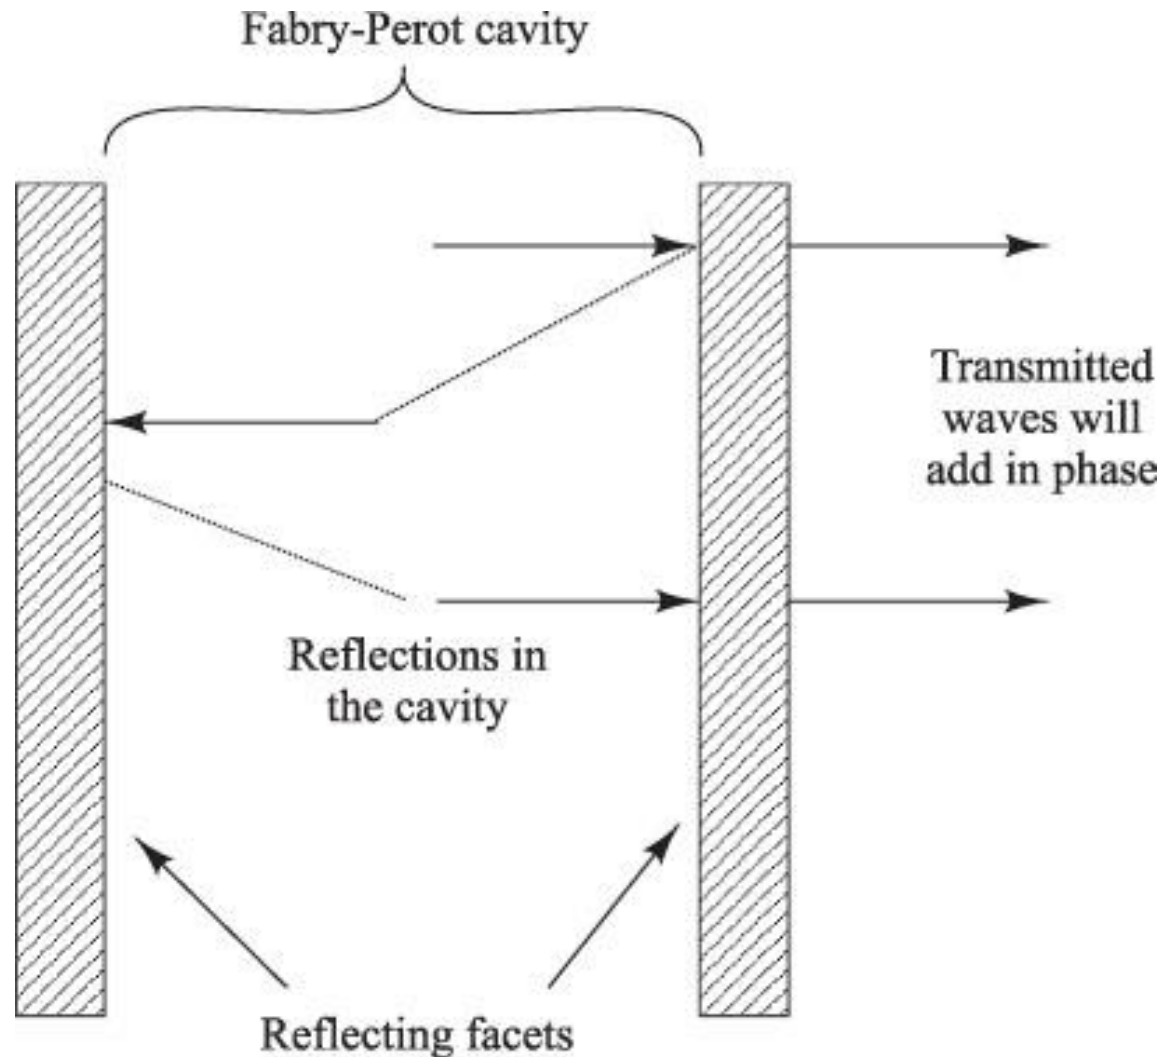 Fabry-Perot cavity
Transmitted
waves will
add in phase
Reflections in
the cavity
Reflecting facets